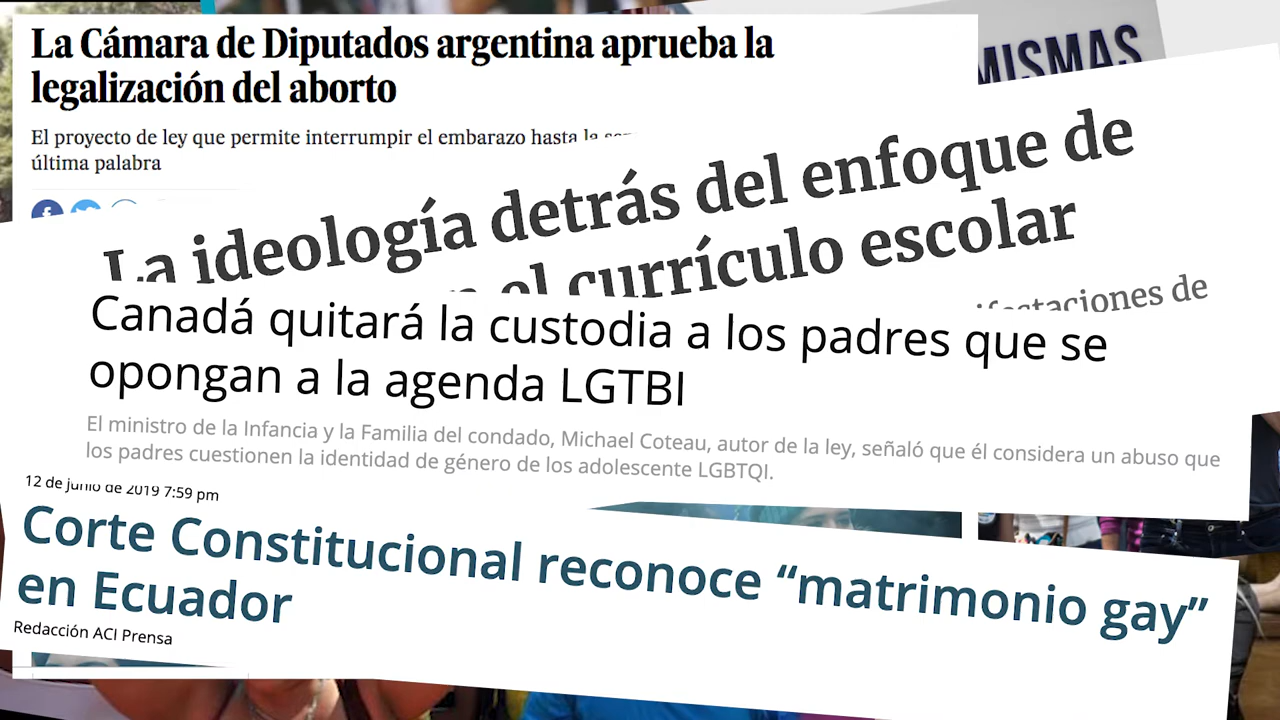 La Cámara de Diputados argentina aprueba la
legalización del aborto
El proyecto de ley que permite interrumpir el embarazo hasta la
última palabra
MISMAS
La ideología detrás del enfoque de
el currículo escolar
de
Canadá quitará la custodia a los padres que se
opongan a la agenda LGTBI
El ministro de la Infancia y la Familia del condado, Michael Coteau, autor de la ley, señaló que él considera un abuso que
los padres cuestionen la identidad de género de los adolescente LGBTQI.
12 de junio de 2019 7:59 pm
Corte Constitucional reconoce “matrimonio gay”
en Ecuador
Redacción ACI Prensa